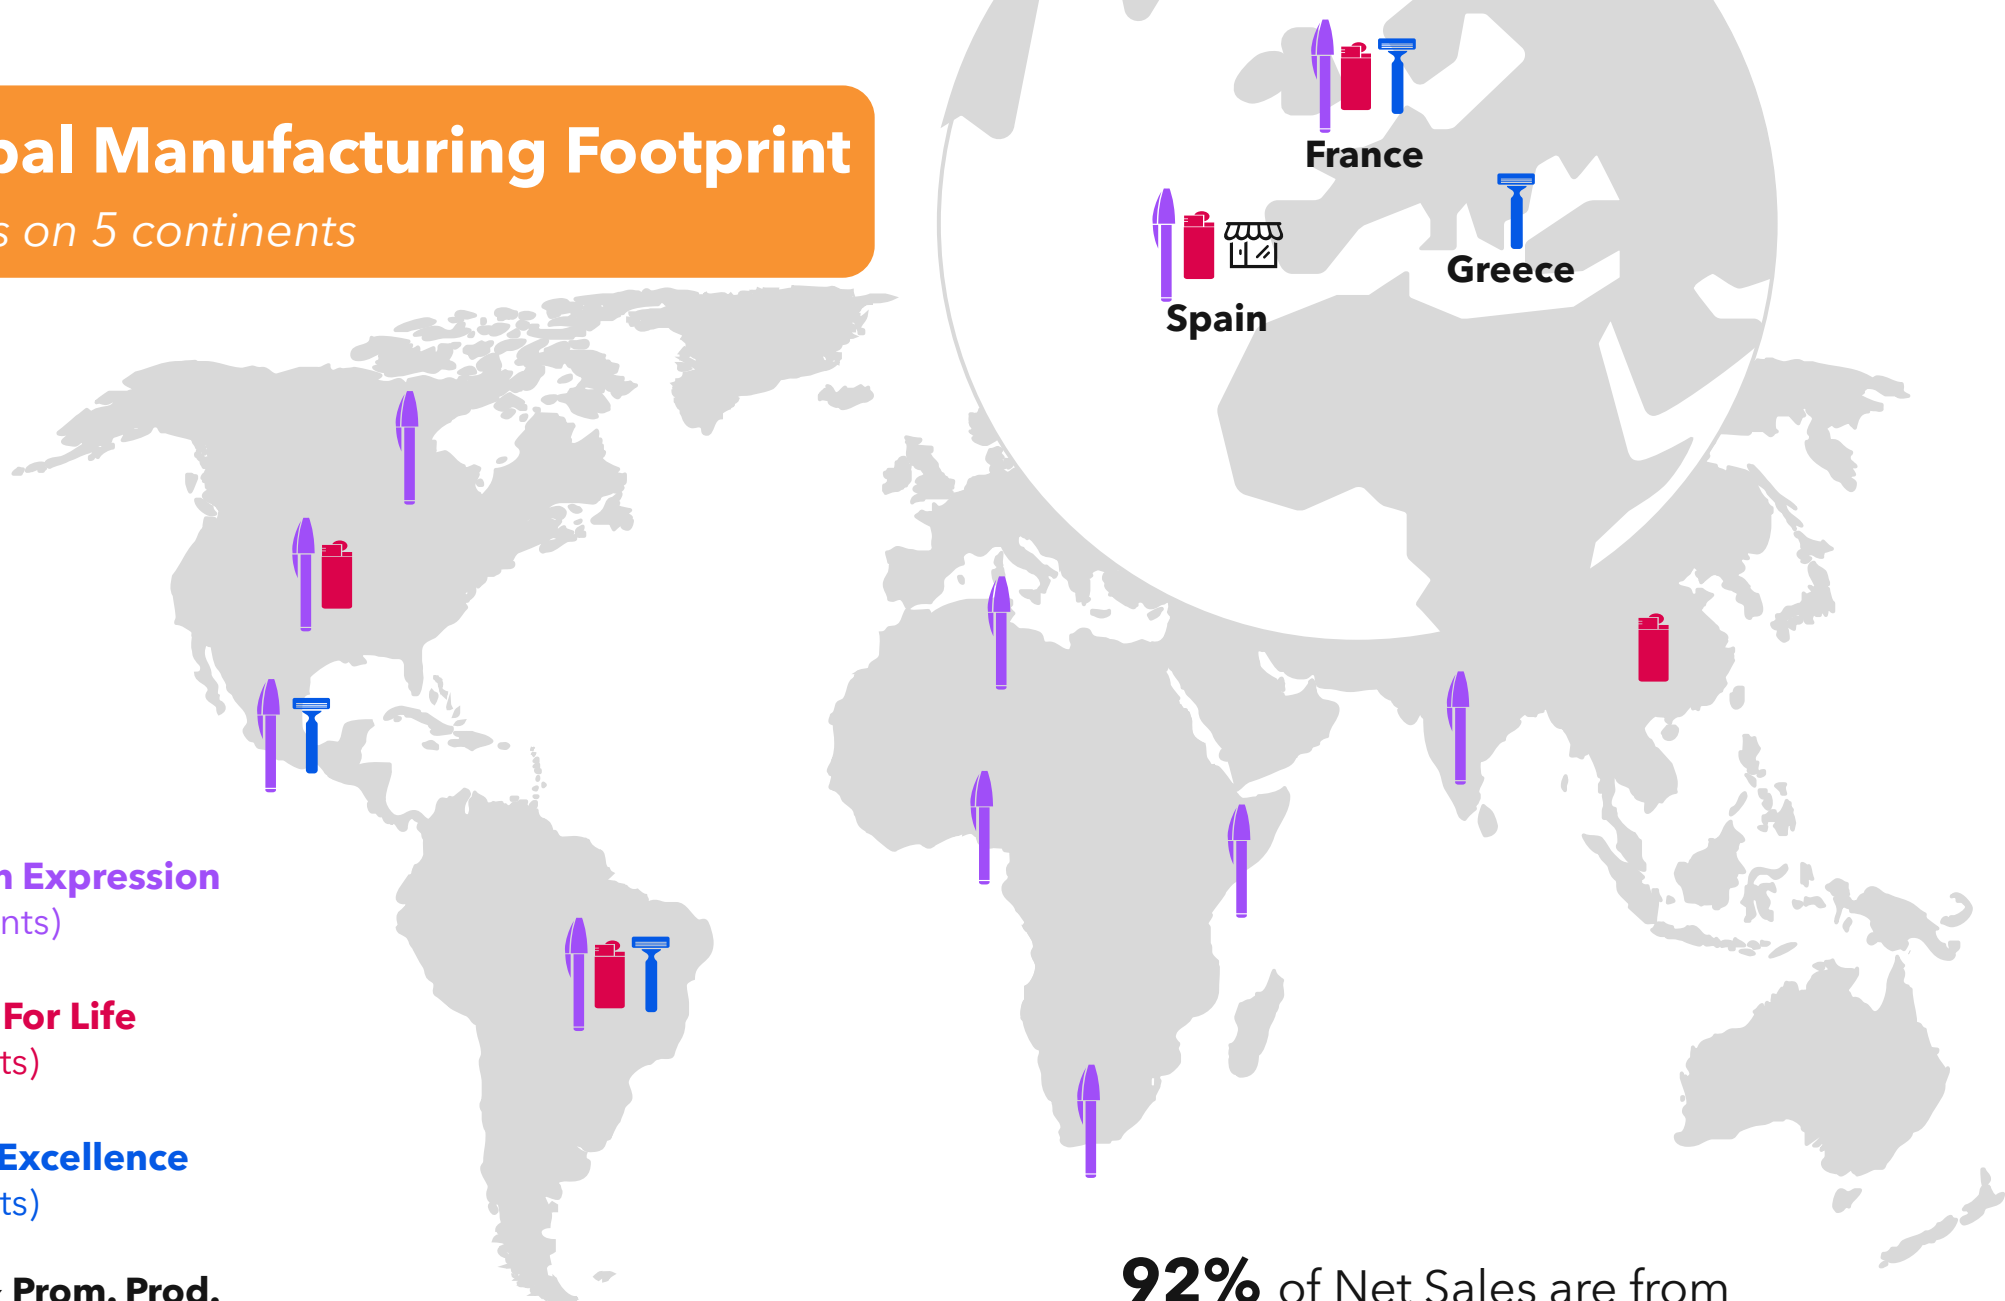 bal Manufacturing Footprint
s on 5 continents
France
Greece
Spain
n Expression
nts)
For Life
ts)
Excellence
ts)
Prom. Prod.
92% of Net Sales are from